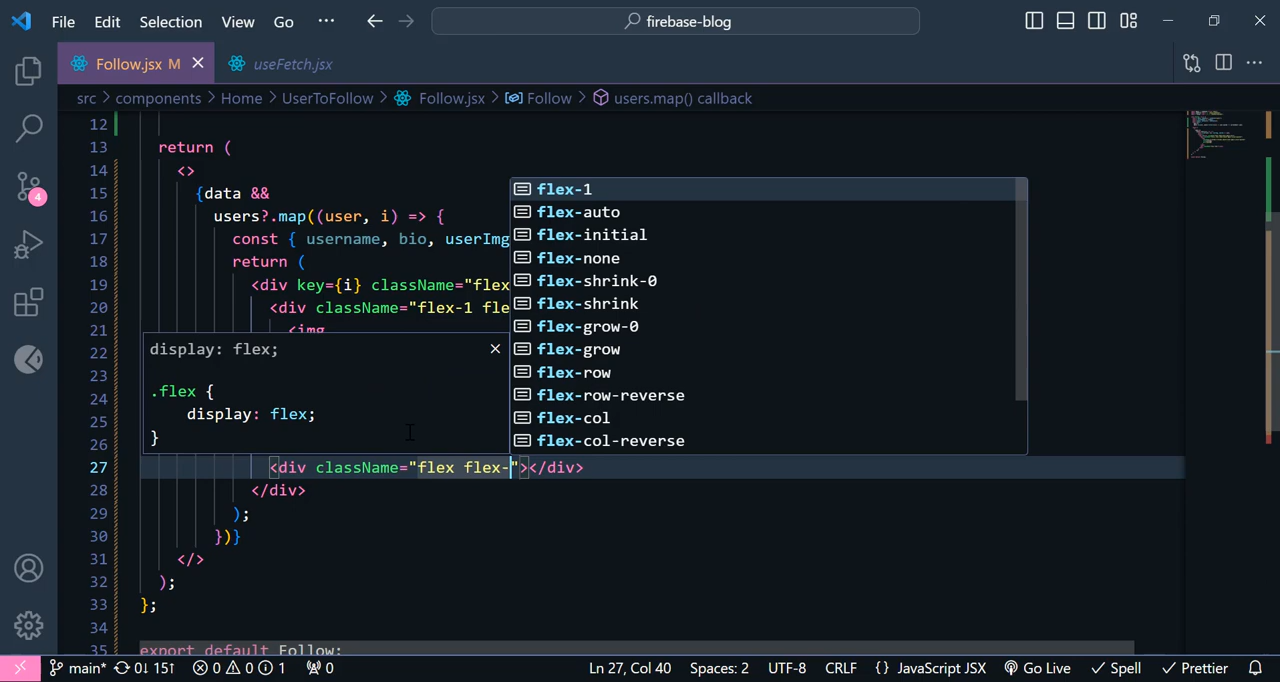 File Edit Selection View Go ··· firebase-blog
Follow.jsx M useFetch.jsx
src > components > Home > UserToFollow > Follow.jsx > Follow > users.map() callback
12
13 return (
14 <>
15 {data &&
16 users?.map((user, i) => {
17 const { username, bio, userImg
18 return (
19 <div key={i} className="flex
20 <div className="flex-1 fle
21 <img
22
23
24
25
26
27 <div className="flex flex-"></div>
28 </div>
29 );
30 })}
31 </>
32 );
33 };
34
35 export default Follow;
display: flex;
.flex {
display: flex;
}
flex-1
flex-auto
flex-initial
flex-none
flex-shrink-0
flex-shrink
flex-grow-0
flex-grow
flex-row
flex-row-reverse
flex-col
flex-col-reverse
4
main* 0↓ 15↑ 0 0 1 0 Ln 27, Col 40 Spaces: 2 UTF-8 CRLF {} JavaScript JSX Go Live Spell Prettier